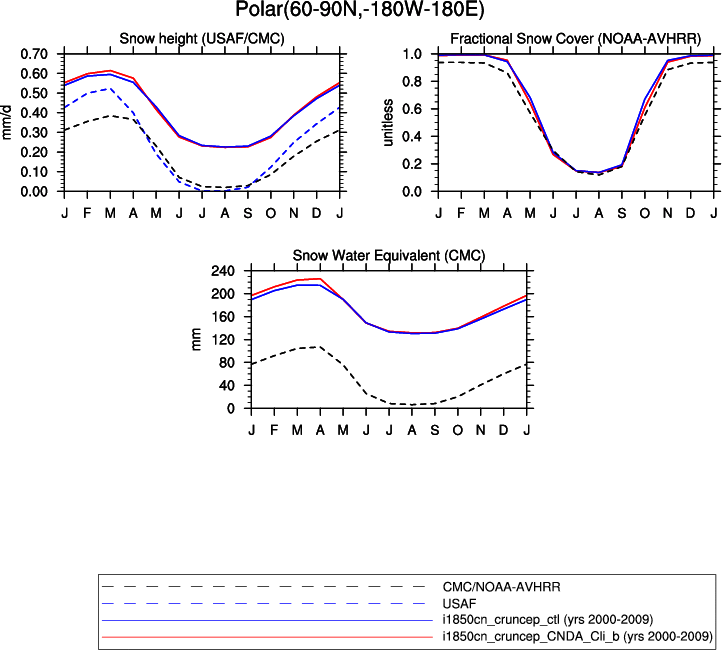 Polar(60-90N,-180W-180E)
Snow height (USAF/CMC)
0.70
0.60
0.50
0.40
0.30
0.20
0.10
0.00
mm/d
J F M A M J J A S O N D J
Fractional Snow Cover (NOAA-AVHRR)
1.0
0.8
0.6
0.4
0.2
0.0
unitless
J F M A M J J A S O N D J
Snow Water Equivalent (CMC)
240
200
160
120
80
40
0
mm
J F M A M J J A S O N D J
CMC/NOAA-AVHRR
USAF
i1850cn_cruncep_ctl (yrs 2000-2009)
i1850cn_cruncep_CNDA_Cli_b (yrs 2000-2009)